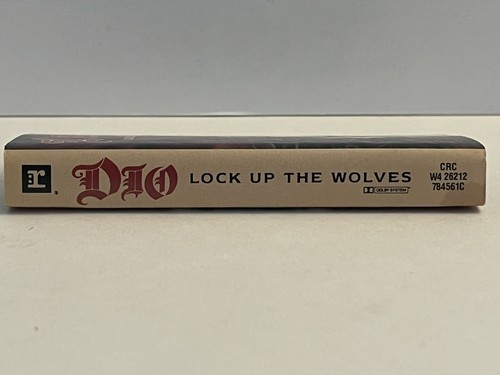 r
DIO LOCK UP THE WOLVES
DOLBY SYSTEM
CRC
W4 26212
784561C